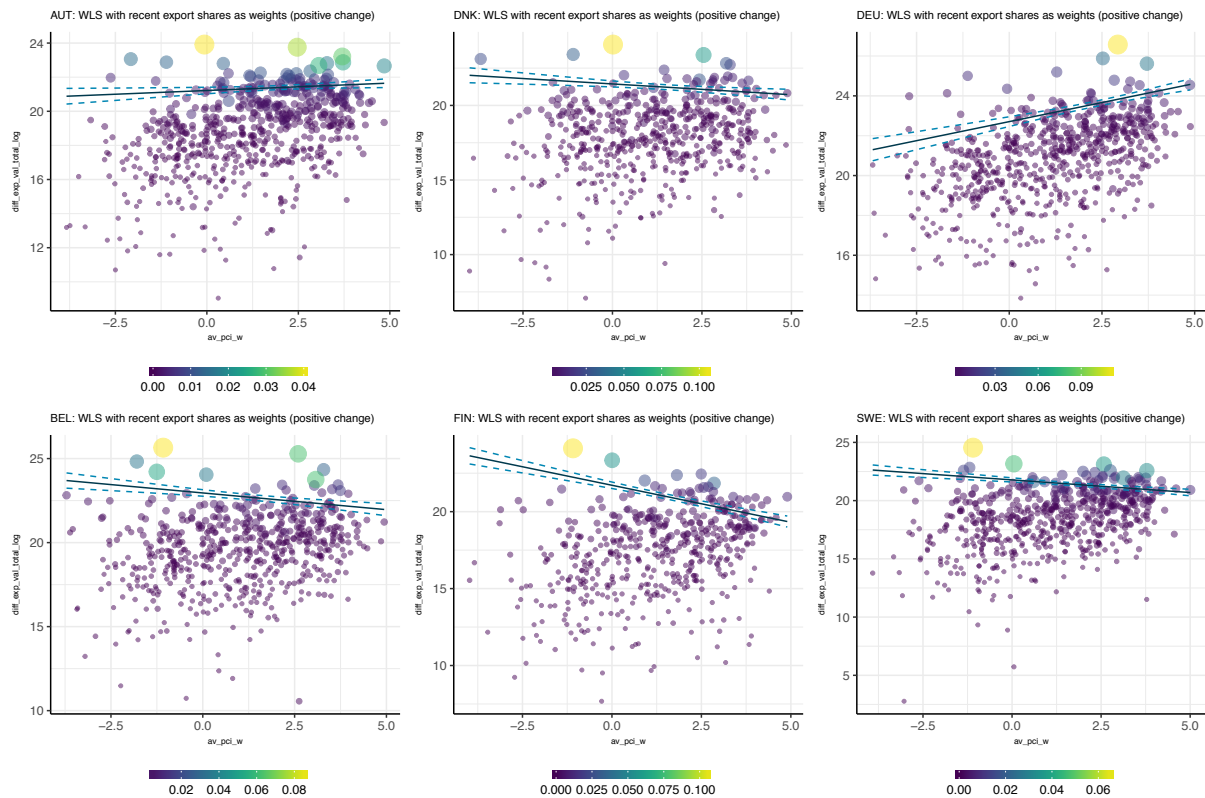 AUT: WLS with recent export shares as weights (positive change)
24
20
16
12
diff_exp_val_total_log
−2.5 0.0 2.5 5.0
av_pci_w
0.00 0.01 0.02 0.03 0.04
DNK: WLS with recent export shares as weights (positive change)
20
15
10
diff_exp_val_total_log
−2.5 0.0 2.5 5.0
av_pci_w
0.025 0.050 0.075 0.100
DEU: WLS with recent export shares as weights (positive change)
24
20
16
diff_exp_val_total_log
−2.5 0.0 2.5 5.0
av_pci_w
0.03 0.06 0.09
BEL: WLS with recent export shares as weights (positive change)
25
20
15
10
diff_exp_val_total_log
−2.5 0.0 2.5 5.0
av_pci_w
0.02 0.04 0.06 0.08
FIN: WLS with recent export shares as weights (positive change)
20
15
10
diff_exp_val_total_log
−2.5 0.0 2.5 5.0
av_pci_w
0.000 0.025 0.050 0.075 0.100
SWE: WLS with recent export shares as weights (positive change)
25
20
15
10
5
diff_exp_val_total_log
−2.5 0.0 2.5 5.0
av_pci_w
0.00 0.02 0.04 0.06